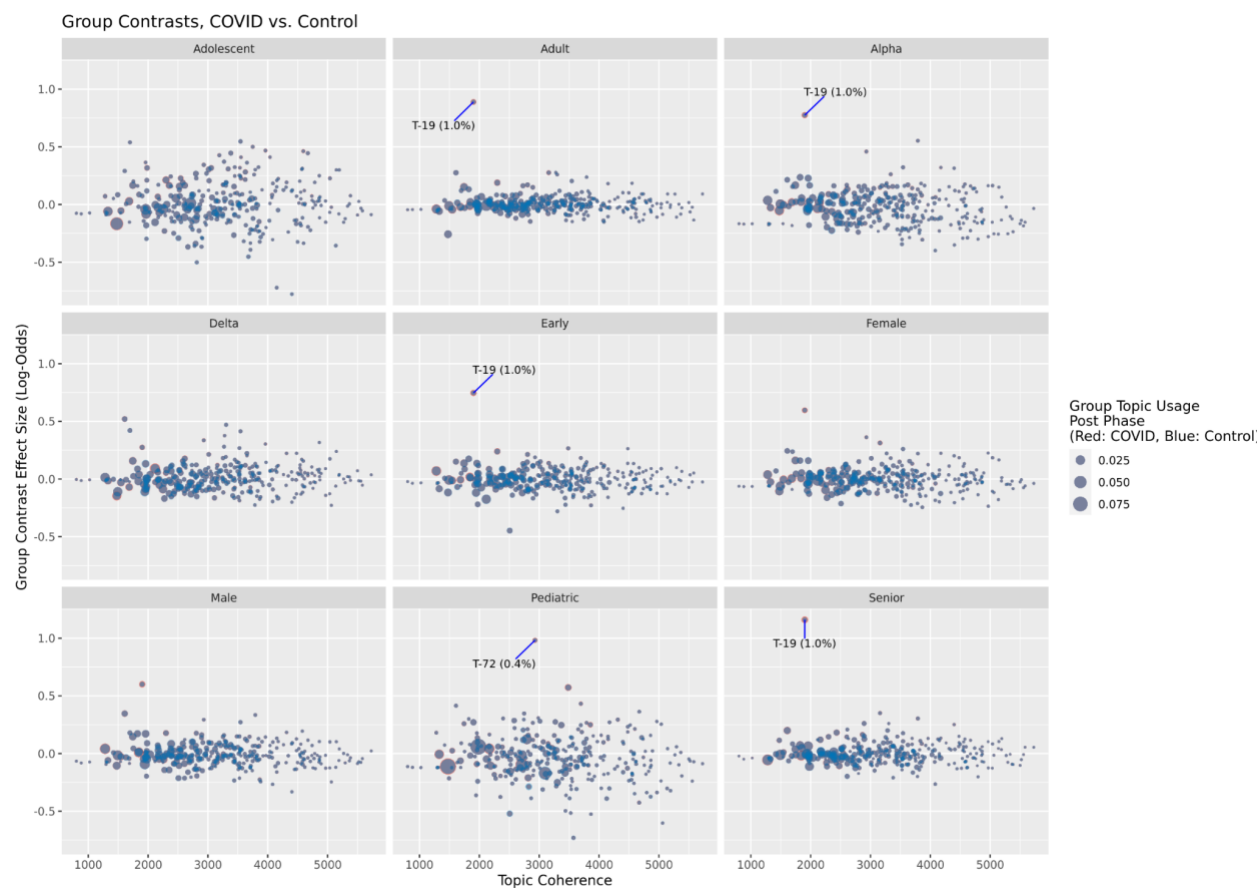 Group Contrasts, COVID vs. Control
Adolescent
Adult
Alpha
1.0
0.5
0.0
-0.5
T-19 (1.0%)
T-19 (1.0%)
Delta
Early
Female
1.0
0.5
0.0
-0.5
T-19 (1.0%)
Male
Pediatric
Senior
1.0
0.5
0.0
-0.5
T-72 (0.4%)
T-19 (1.0%)
1000 2000 3000 4000 5000
1000 2000 3000 4000 5000
1000 2000 3000 4000 5000
Topic Coherence
Group Contrast Effect Size (Log-Odds)
Group Topic Usage
Post Phase
(Red: COVID, Blue: Control)
0.025
0.050
0.075